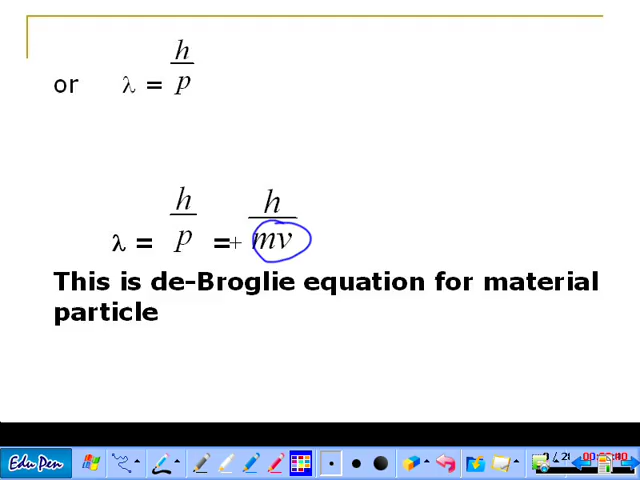 or λ = h/p
λ = h/p =+ h/mv
This is de-Broglie equation for material
particle
Edu Pen